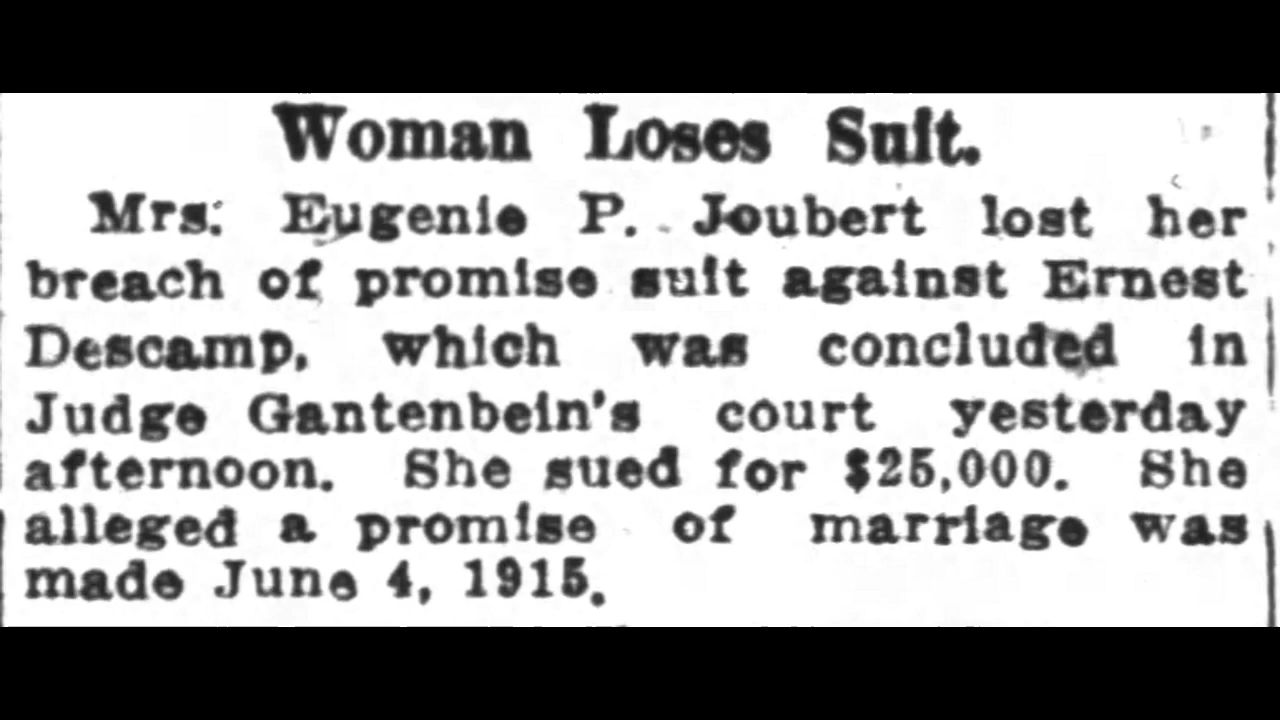 Woman Loses Suit.
Mrs. Eugenie P. Joubert lost her
breach of promise suit against Ernest
Descamp, which was concluded in
Judge Gantenbein's court yesterday
afternoon. She sued for $25,000. She
alleged a promise of marriage was
made June 4, 1915.